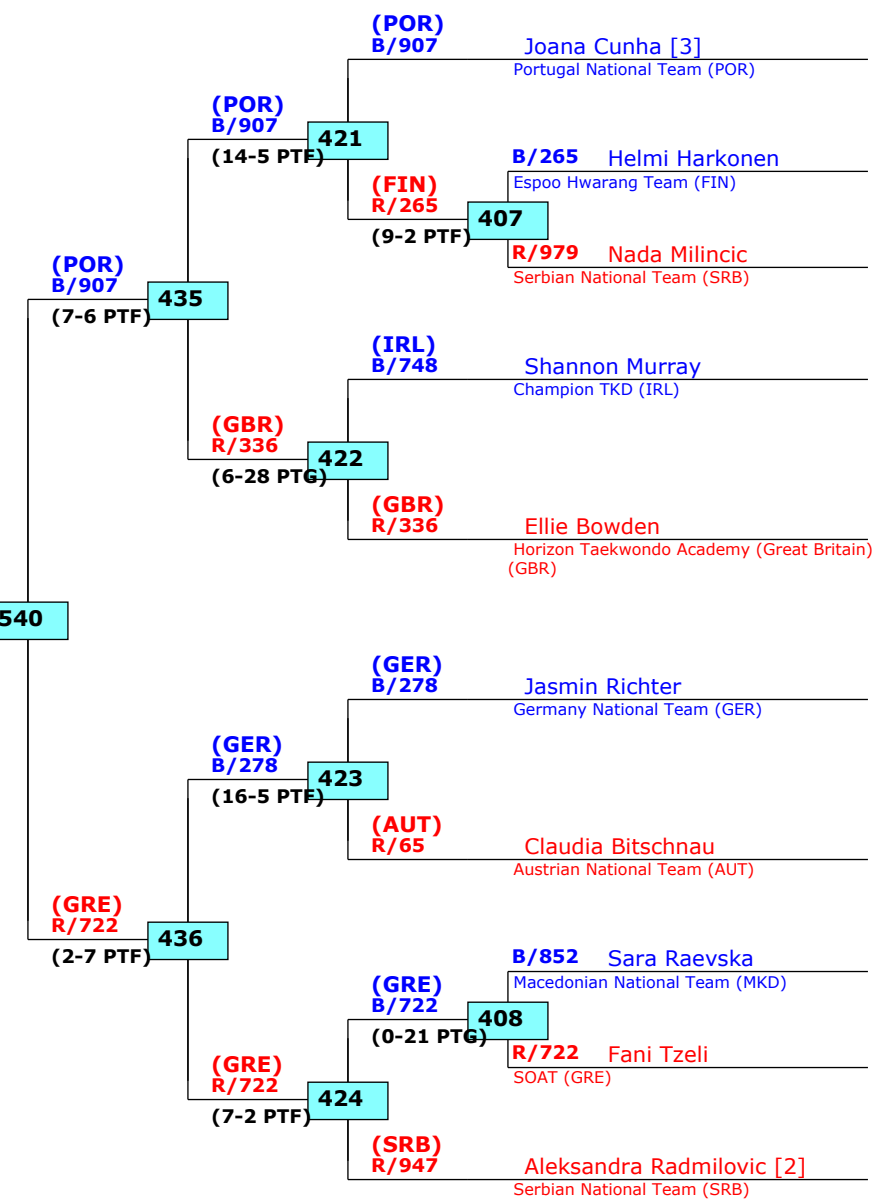 (POR)
B/907
Joana Cunha [3]
Portugal National Team (POR)
(POR)
B/907
421
(14-5 PTF)
B/265 Helmi Harkonen
Espoo Hwarang Team (FIN)
(FIN)
R/265
407
(9-2 PTF)
R/979 Nada Milincic
Serbian National Team (SRB)
(POR)
B/907
435
(7-6 PTF)
(IRL)
B/748
Shannon Murray
Champion TKD (IRL)
(GBR)
R/336
422
(6-28 PTG)
(GBR)
R/336
Ellie Bowden
Horizon Taekwondo Academy (Great Britain)
(GBR)
540
(GER)
B/278
Jasmin Richter
Germany National Team (GER)
(GER)
B/278
423
(16-5 PTF)
(AUT)
R/65
Claudia Bitschnau
Austrian National Team (AUT)
(GRE)
R/722
436
(2-7 PTF)
B/852 Sara Raevska
Macedonian National Team (MKD)
(GRE)
B/722
408
(0-21 PTG)
R/722 Fani Tzeli
SOAT (GRE)
(GRE)
R/722
424
(7-2 PTF)
(SRB)
R/947
Aleksandra Radmilovic [2]
Serbian National Team (SRB)